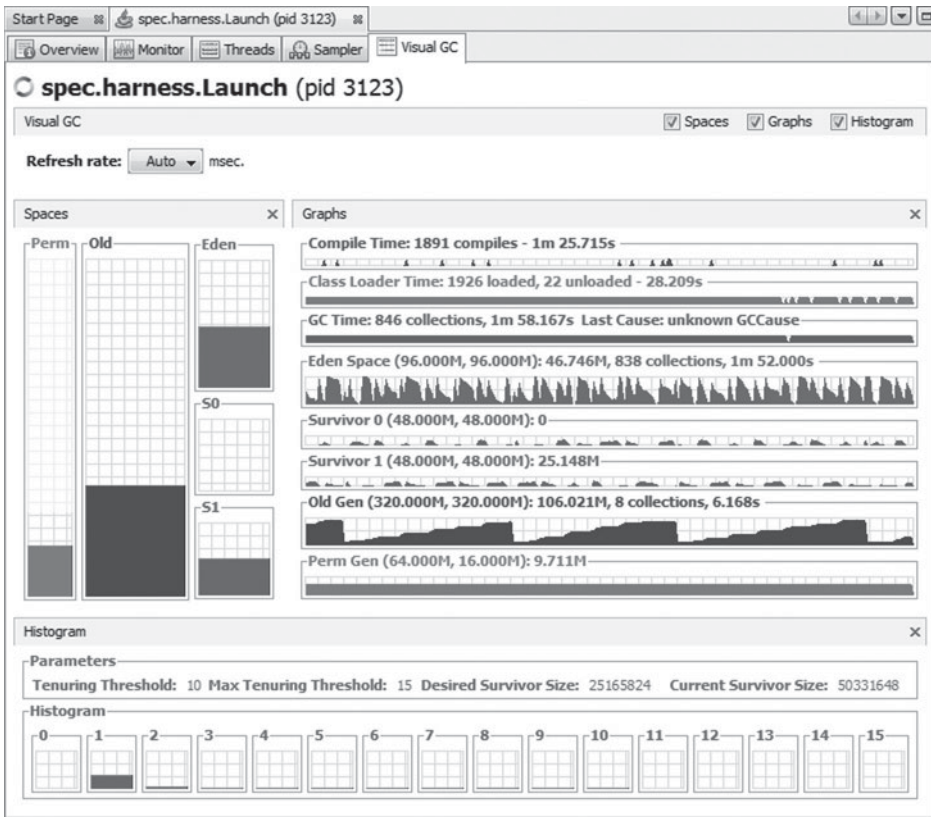 Start Page
spec.harness.Launch (pid 3123)
Overview
Monitor
Threads
Sampler
Visual GC
spec.harness.Launch (pid 3123)
Visual GC
Spaces
Graphs
Histogram
Refresh rate: Auto msec.
Spaces
Perm
Old
Eden
S0
S1
Graphs
Compile Time: 1891 compiles - 1m 25.715s
Class Loader Time: 1926 loaded, 22 unloaded - 28.209s
GC Time: 846 collections, 1m 58.167s Last Cause: unknown GCCause
Eden Space (96.000M, 96.000M): 46.746M, 838 collections, 1m 52.000s
Survivor 0 (48.000M, 48.000M): 0
Survivor 1 (48.000M, 48.000M): 25.148M
Old Gen (320.000M, 320.000M): 106.021M, 8 collections, 6.168s
Perm Gen (64.000M, 16.000M): 9.711M
Histogram
Parameters
Tenuring Threshold: 10 Max Tenuring Threshold: 15 Desired Survivor Size: 25165824 Current Survivor Size: 50331648
Histogram
0 1 2 3 4 5 6 7 8 9 10 11 12 13 14 15